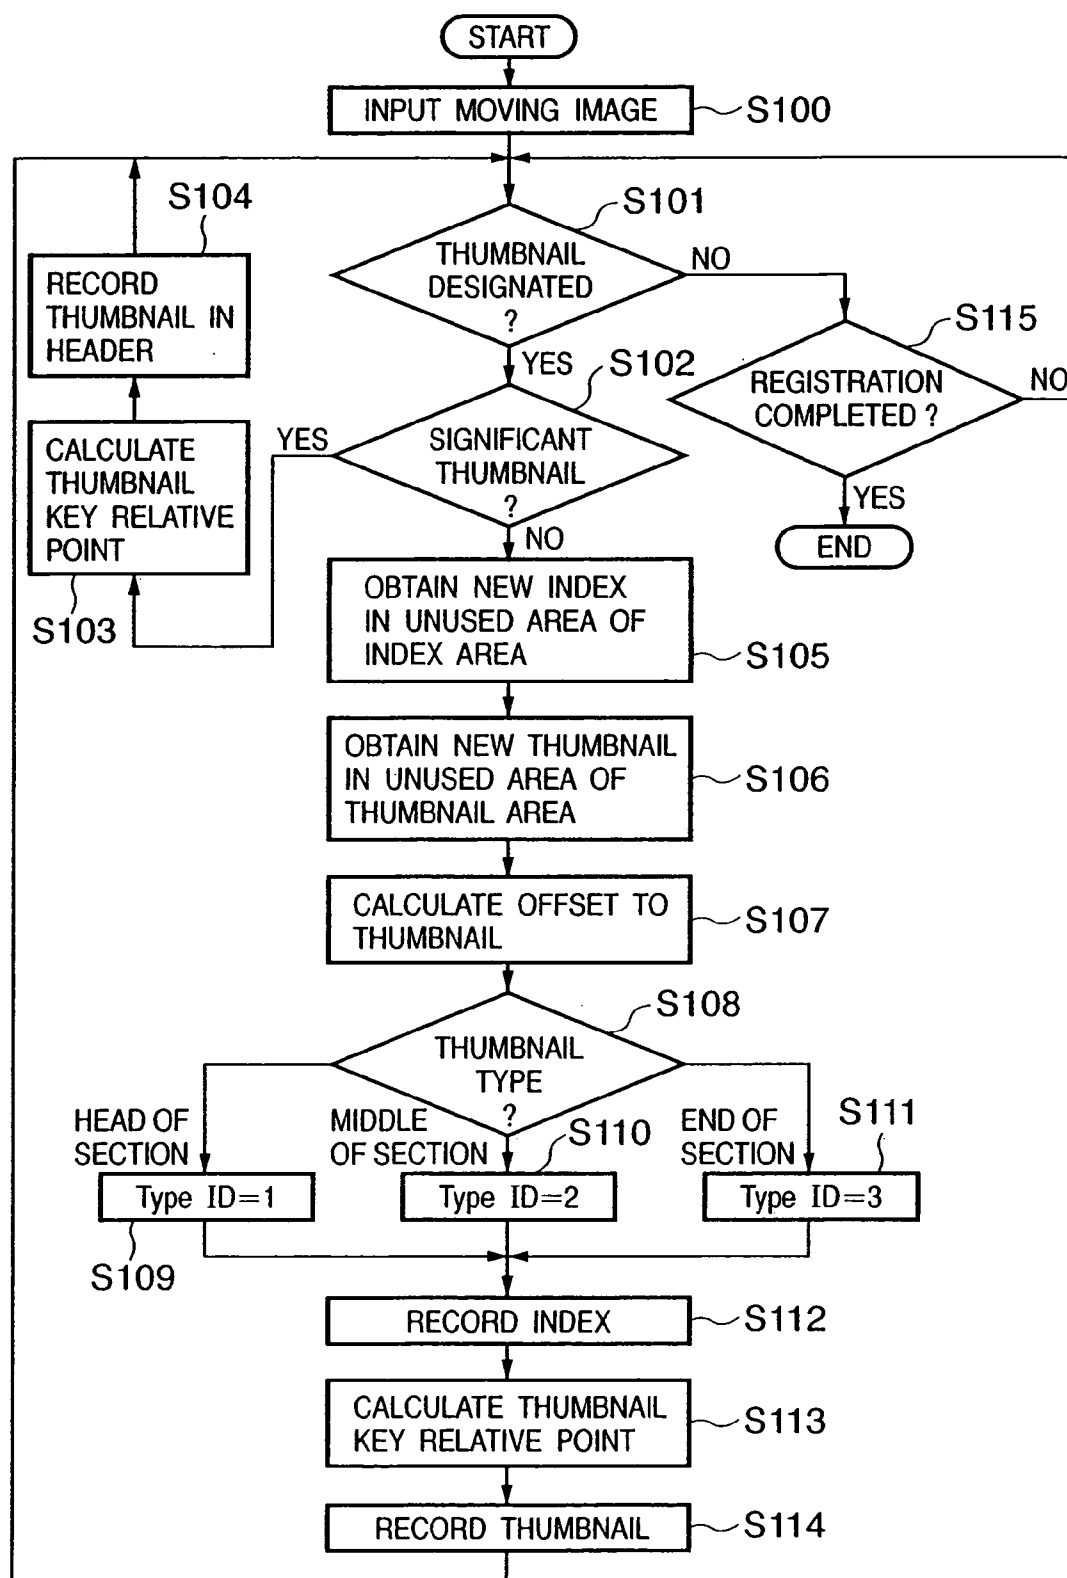 START
INPUT MOVING IMAGE
S100
S104
S101
THUMBNAIL
DESIGNATED
?
NO
RECORD
THUMBNAIL IN
HEADER
S115
YES
S102
REGISTRATION
COMPLETED ?
NO
CALCULATE
THUMBNAIL
KEY RELATIVE
POINT
YES
SIGNIFICANT
THUMBNAIL
?
YES
NO
END
S103
OBTAIN NEW INDEX
IN UNUSED AREA OF
INDEX AREA
S105
OBTAIN NEW THUMBNAIL
IN UNUSED AREA OF
THUMBNAIL AREA
S106
CALCULATE OFFSET TO
THUMBNAIL
S107
S108
THUMBNAIL
TYPE
?
HEAD OF
SECTION
MIDDLE
OF SECTION
S110
END OF
SECTION
S111
Type ID=1
Type ID=2
Type ID=3
S109
RECORD INDEX
S112
CALCULATE THUMBNAIL
KEY RELATIVE POINT
S113
RECORD THUMBNAIL
S114